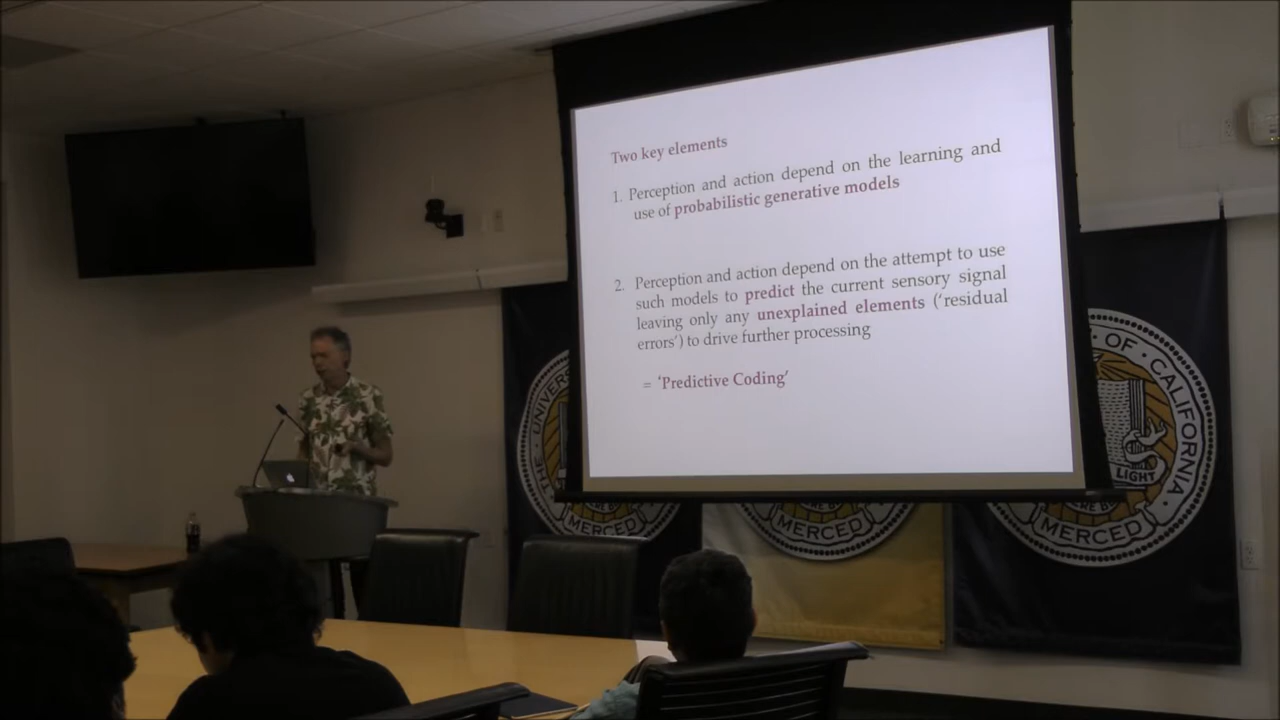 Two key elements
1. Perception and action depend on the learning and
use of probabilistic generative models
2. Perception and action depend on the attempt to use
such models to predict the current sensory signal
leaving only any unexplained elements ('residual
errors') to drive further processing
= 'Predictive Coding'
THE UNIVERS
MERCED
MERCED
OF CALIFORNIA
LIGHT
MERCED